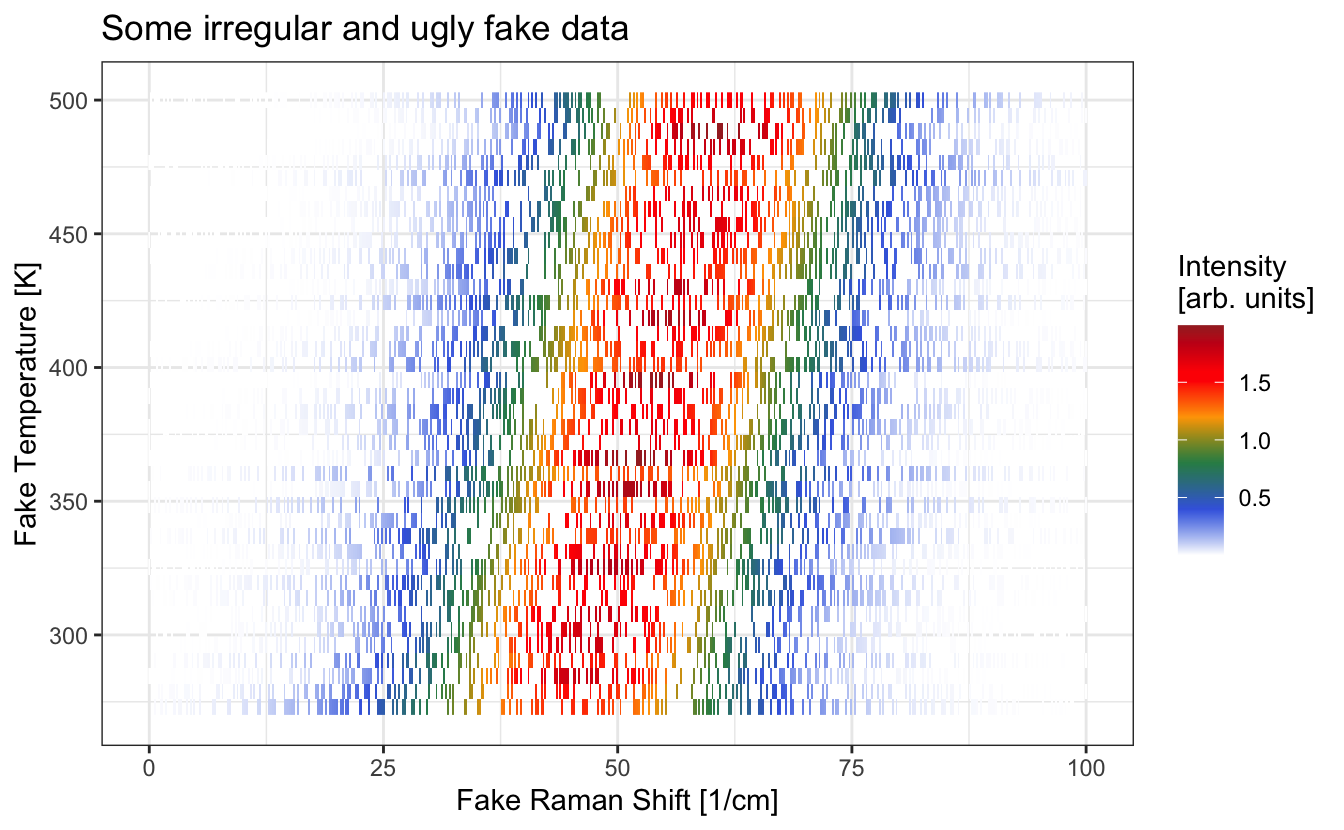 Some irregular and ugly fake data
Fake Temperature [K]
500
450
400
350
300
0
25
50
75
100
Fake Raman Shift [1/cm]
Intensity
[arb. units]
1.5
1.0
0.5